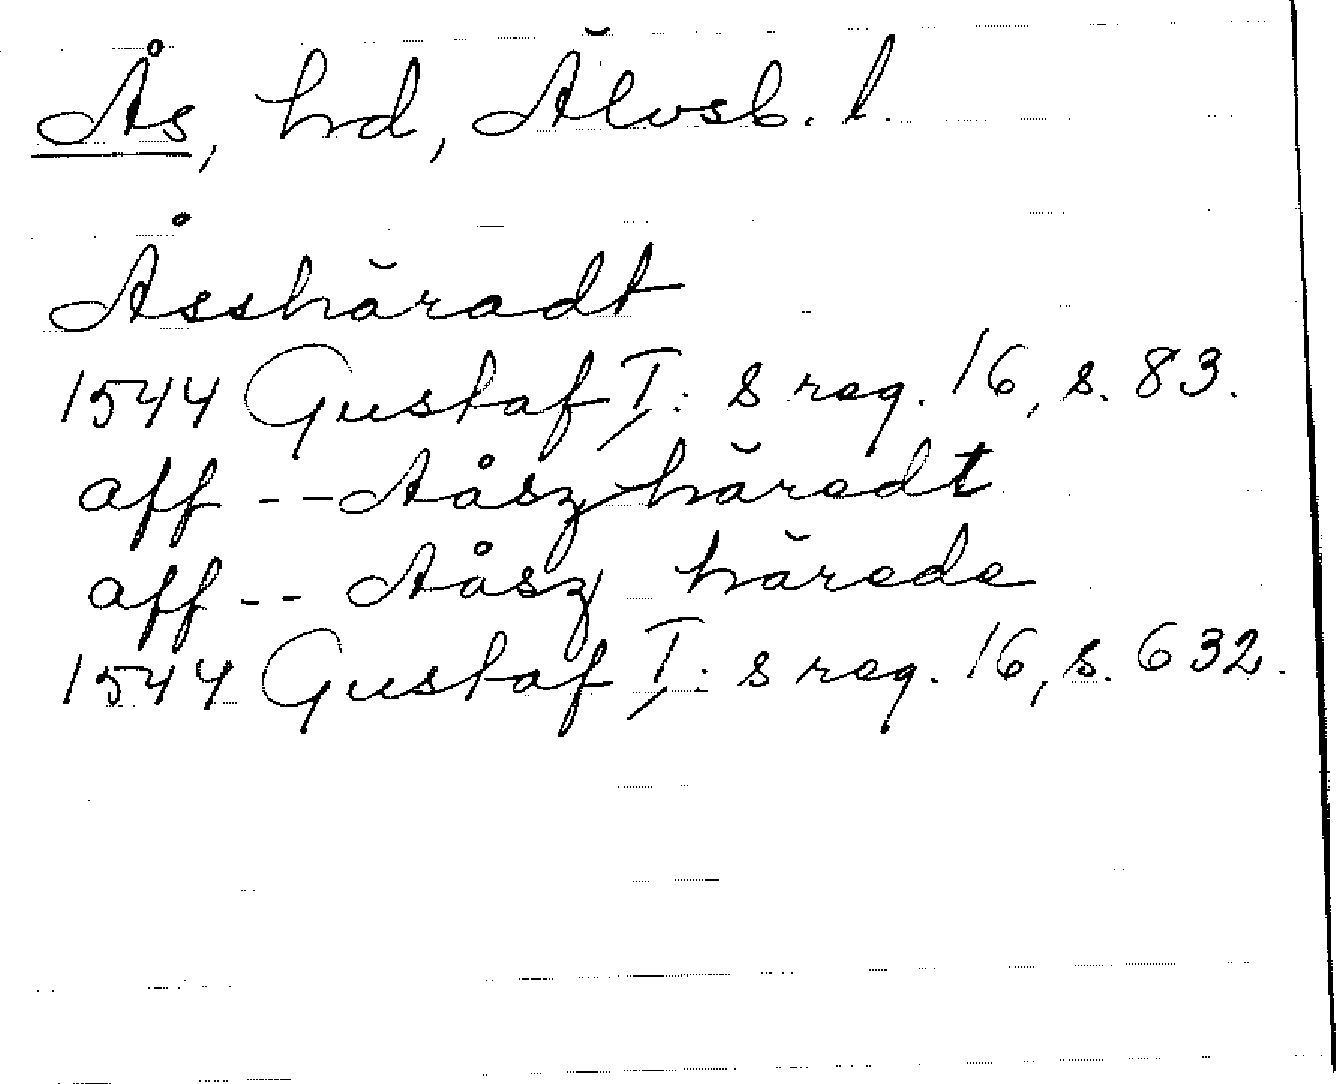 Ås, hd, Älvsb. l.
Åsshäradt
1544 Gustaf I: s reg. 16, s. 83.
aff -- Aåsz häredt
aff -- Aåsz härede
1544 Gustaf I: s reg. 16, s. 632.